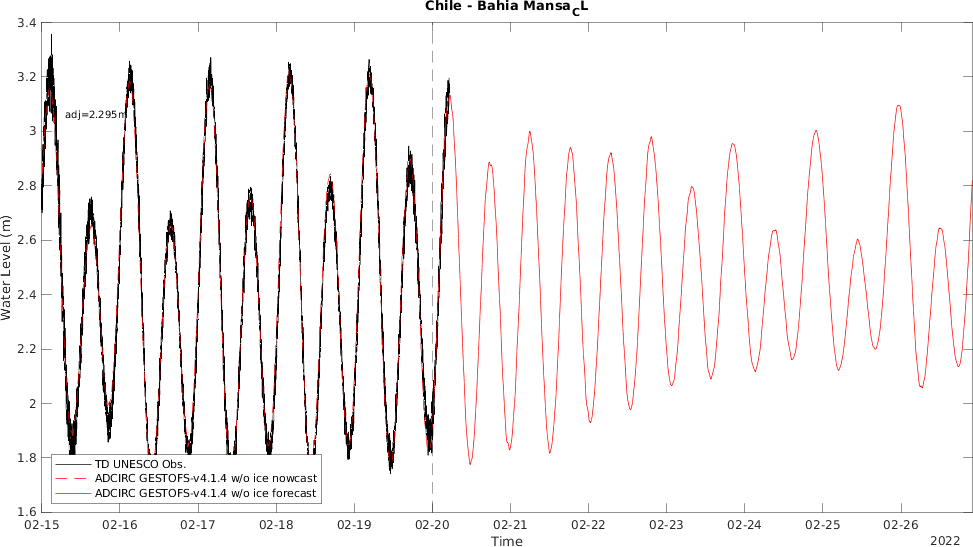 Chile - Bahia Mansa_CL
3.4
3.2
3
2.8
2.6
2.4
2.2
2
1.8
1.6
Water Level (m)
adj=2.295m
TD UNESCO Obs.
ADCIRC GESTOFS-v4.1.4 w/o ice nowcast
ADCIRC GESTOFS-v4.1.4 w/o ice forecast
02-15 02-16 02-17 02-18 02-19 02-20 02-21 02-22 02-23 02-24 02-25 02-26
Time
2022